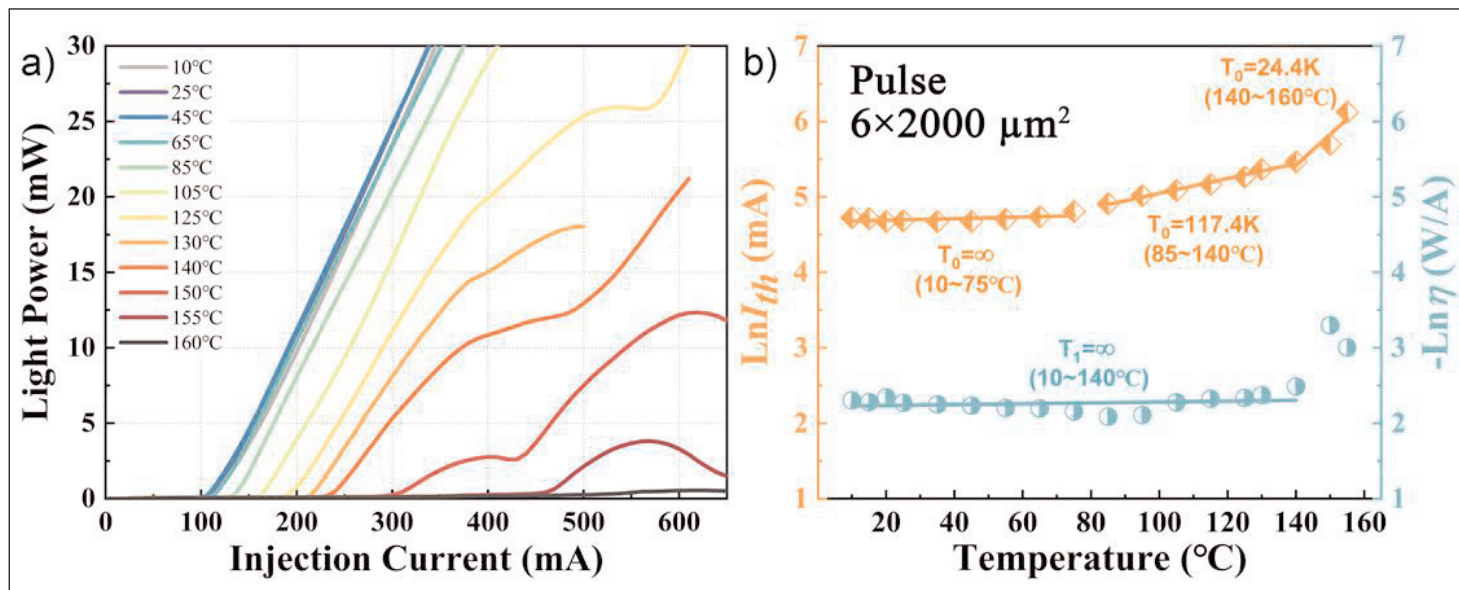 a)
Light Power (mW)
30
25
20
15
10
5
0
10℃
25℃
45℃
65℃
85℃
105℃
125℃
130℃
140℃
150℃
155℃
160℃
0 100 200 300 400 500 600
Injection Current (mA)
b)
LnIth (mA)
7
6
5
4
3
2
1
Pulse
6×2000 μm²
T₀=24.4K
(140~160℃)
T₀=117.4K
(85~140℃)
T₀=∞
(10~75℃)
T₁=∞
(10~140℃)
20 40 60 80 100 120 140 160
Temperature (℃)
7
6
5
4
3
2
1
-Ln η (W/A)